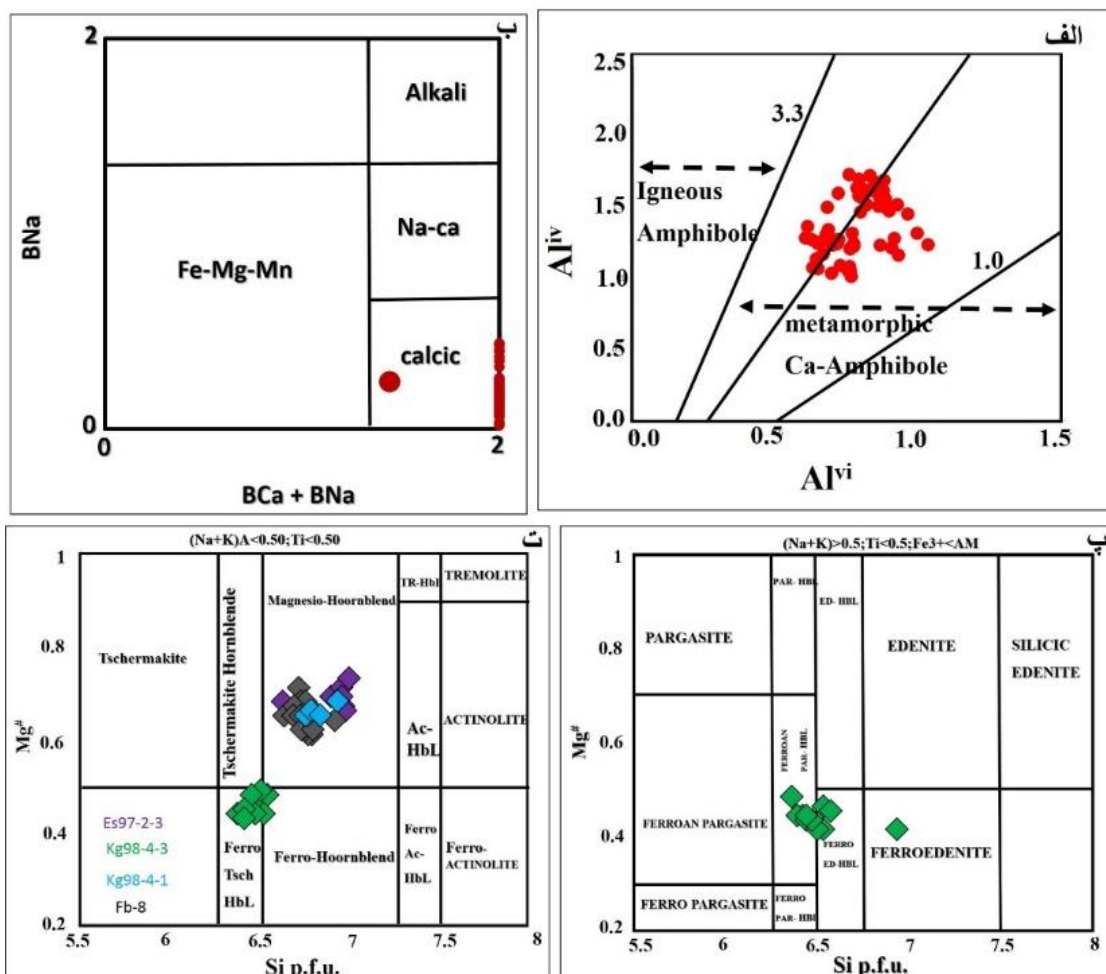 ب
2
Alkali
BNa
Na-ca
Fe-Mg-Mn
calcic
0
0
2
BCa + BNa
الف
2.5
3.3
2.0
Igneous
Amphibole
1.5
Al^iv
1.0
1.0
metamorphic
Ca-Amphibole
0.5
0.0
0.0
0.5
1.0
1.5
Al^vi
(Na+K)A<0.50;Ti<0.50
1
TR-Hbl
TREMOLITE
Magnesio-Hoornblend
Tschermakite
Tschermakite Hornblende
0.8
Mg#
0.6
Ac-
HbL
ACTINOLITE
Es97-2-3
Kg98-4-3
Kg98-4-1
Fb-8
0.4
Ferro
Tsch
HbL
Ferro-Hoornblend
Ferro
Ac-
HbL
Ferro-
ACTINOLITE
0.2
5.5
6
6.5
7
7.5
8
Si p.f.u.
(Na+K)>0.5;Ti<0.5;Fe3+<AM
1
PAR- HBL
ED- HBL
PARGASITE
EDENITE
SILICIC
EDENITE
0.8
Mg#
0.6
FERROAN
PAR- HBL
0.4
FERROAN PARGASITE
FERRO
ED-HBL
FERROEDENITE
FERRO PARGASITE
FERRO
PAR- HBl
0.2
5.5
6
6.5
7
7.5
8
Si p.f.u.